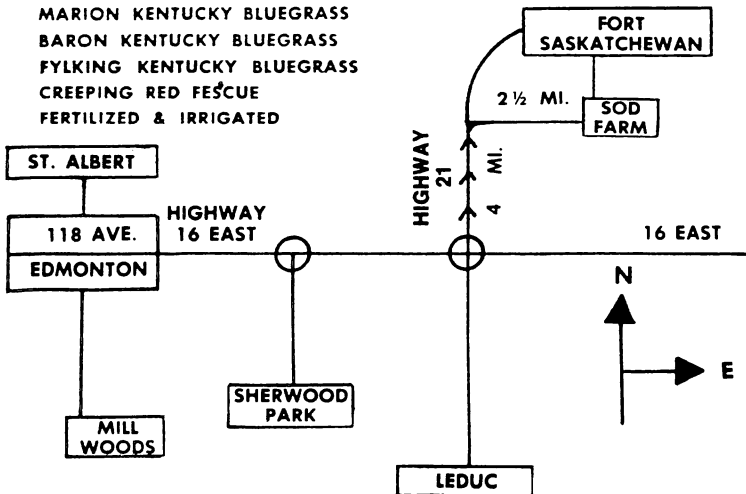 MARION KENTUCKY BLUEGRASS
BARON KENTUCKY BLUEGRASS
FYLKING KENTUCKY BLUEGRASS
CREEPING RED FESCUE
FERTILIZED & IRRIGATED
FORT
SASKATCHEWAN
2 ½ MI.
SOD
FARM
ST. ALBERT
HIGHWAY
21
4 MI.
118 AVE.
EDMONTON
HIGHWAY
16 EAST
16 EAST
N
E
SHERWOOD
PARK
MILL
WOODS
LEDUC